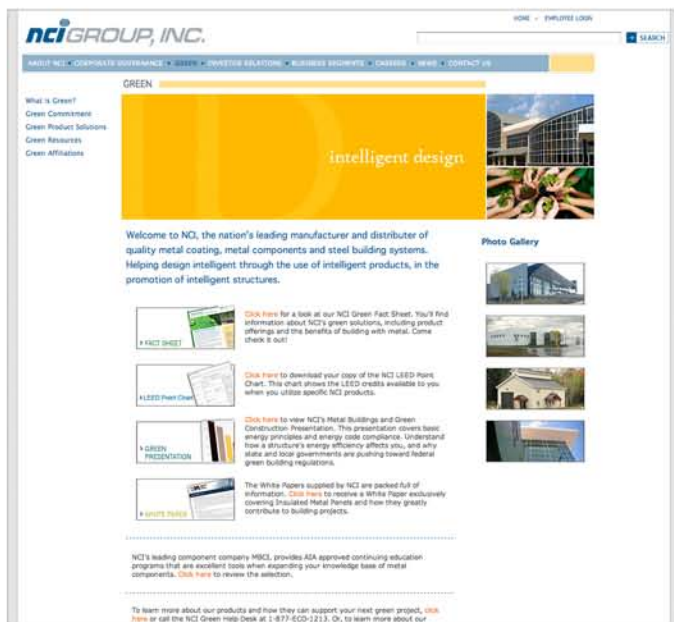 nci GROUP, INC.
HOME - EMPLOYEE LOGIN
SEARCH
ABOUT NCI • CORPORATE GOVERNANCE • GREEN • INVESTOR RELATIONS • BUSINESS SEGMENTS • CAREERS • NEWS • CONTACT US
GREEN
What is Green?
Green Commitment
Green Product Solutions
Green Resources
Green Affiliations
ID
intelligent design
Welcome to NCI, the nation's leading manufacturer and distributer of
quality metal coating, metal components and steel building systems.
Helping design intelligent through the use of intelligent products, in the
promotion of intelligent structures.
Photo Gallery
FACT SHEET
Click here for a look at our NCI Green Fact Sheet. You'll find
information about NCI's green solutions, including product
offerings and the benefits of building with metal. Come
check it out!
LEED Point Chart
Click here to download your copy of the NCI LEED Point
Chart. This chart shows the LEED credits available to you
when you utilize specific NCI products.
GREEN
PRESENTATION
Click here to view NCI's Metal Buildings and Green
Construction Presentation. This presentation covers basic
energy principles and energy code compliance. Understand
how a structure's energy efficiency affects you, and why
state and local governments are pushing toward federal
green building regulations.
WHITE PAPER
The White Papers supplied by NCI are packed full of
information. Click here to receive a White Paper exclusively
covering Insulated Metal Panels and how they greatly
contribute to building projects.
NCI's leading component company MBCI, provides AIA approved continuing education
programs that are excellent tools when expanding your knowledge base of metal
components. Click here to review the selection.
To learn more about our products and how they can support your next green project, click
here or call the NCI Green Help Desk at 1-877-ECO-1213. Or, to learn more about our